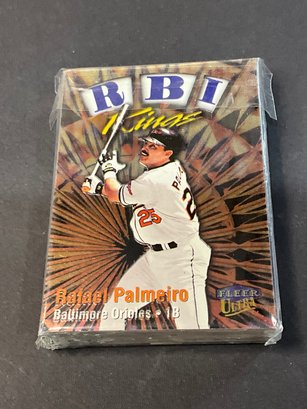 RBI
Kings
25
Rafael Palmeiro
Baltimore Orioles • 1B
FLEER
ULTRA